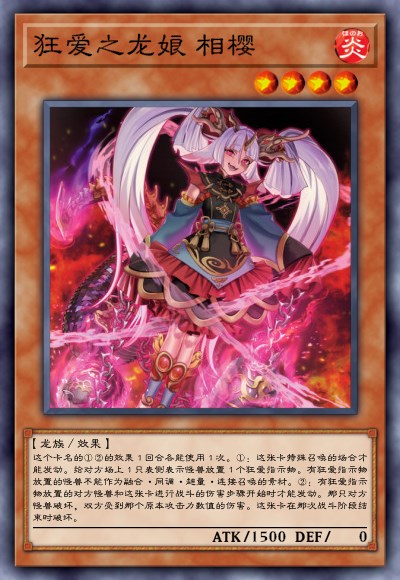 狂爱之龙娘 相樱
ほのお
炎
【龙族／效果】
这个卡名的①②的效果1回合各能使用1次。①：这张卡特殊召唤的场合才
能发动。给对方场上1只表侧表示怪兽放置1个狂爱指示物。有狂爱指示物
放置的怪兽不能作为融合·同调·超量·连接召唤的素材。②：有狂爱指示
物放置的对方怪兽和这张卡进行战斗的伤害步骤开始时才能发动。那只对方
怪兽破坏，双方受到那个原本攻击力数值的伤害。这张卡在那次战斗阶段结
束时破坏。
ATK/1500 DEF/ 0